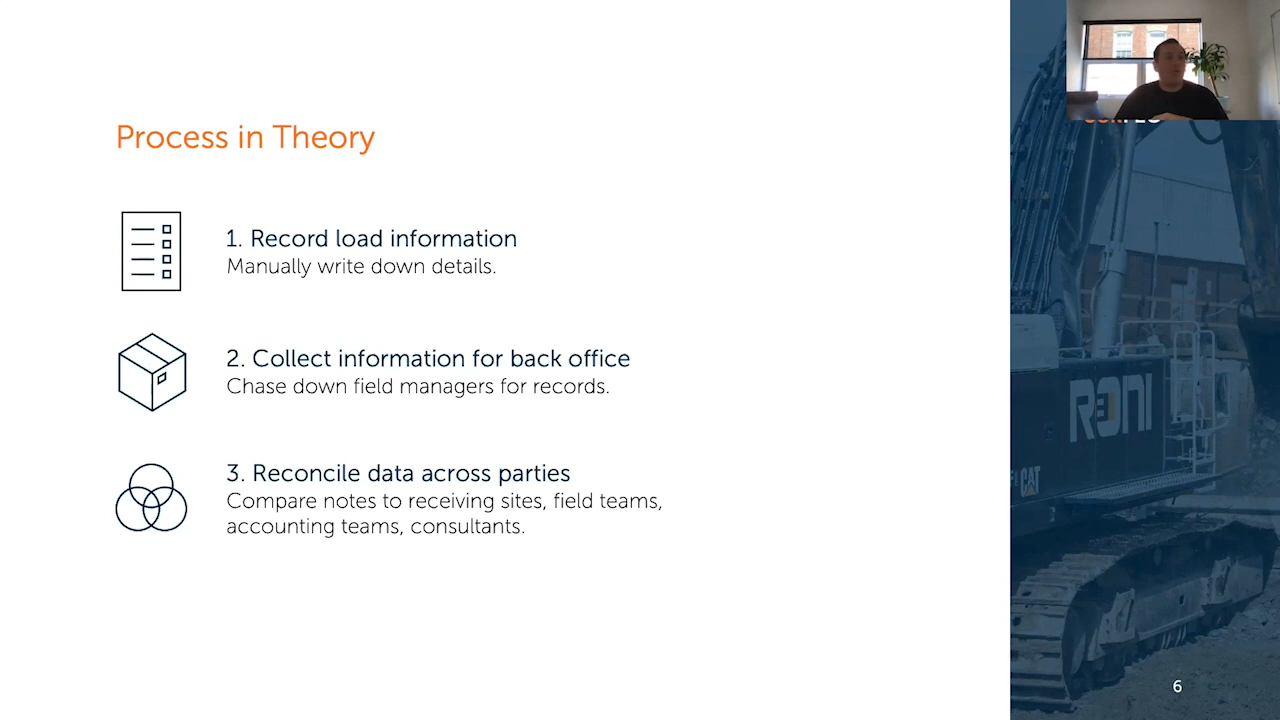 Process in Theory
1. Record load information
Manually write down details.
2. Collect information for back office
Chase down field managers for records.
3. Reconcile data across parties
Compare notes to receiving sites, field teams,
accounting teams, consultants.
RONI
CAT
6